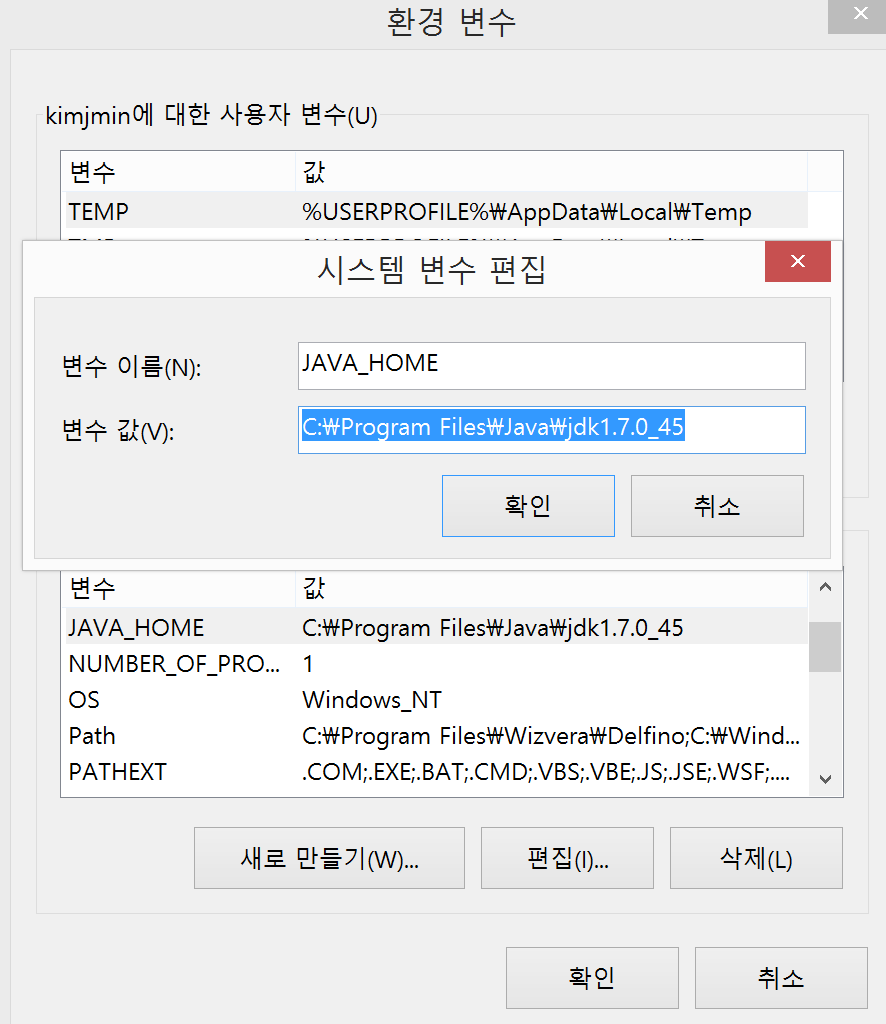 환경 변수
kimjmin에 대한 사용자 변수(U)
변수 값
TEMP %USERPROFILE%₩AppData₩Local₩Temp
시스템 변수 편집
변수 이름(N): JAVA_HOME
변수 값(V): C:₩Program Files₩Java₩jdk1.7.0_45
확인 취소
변수 값
JAVA_HOME C:₩Program Files₩Java₩jdk1.7.0_45
NUMBER_OF_PRO... 1
OS Windows_NT
Path C:₩Program Files₩Wizvera₩Delfino;C:₩Wind...
PATHEXT .COM;.EXE;.BAT;.CMD;.VBS;.VBE;.JS;.JSE;.WSF;....
새로 만들기(W)... 편집(I)... 삭제(L)
확인 취소